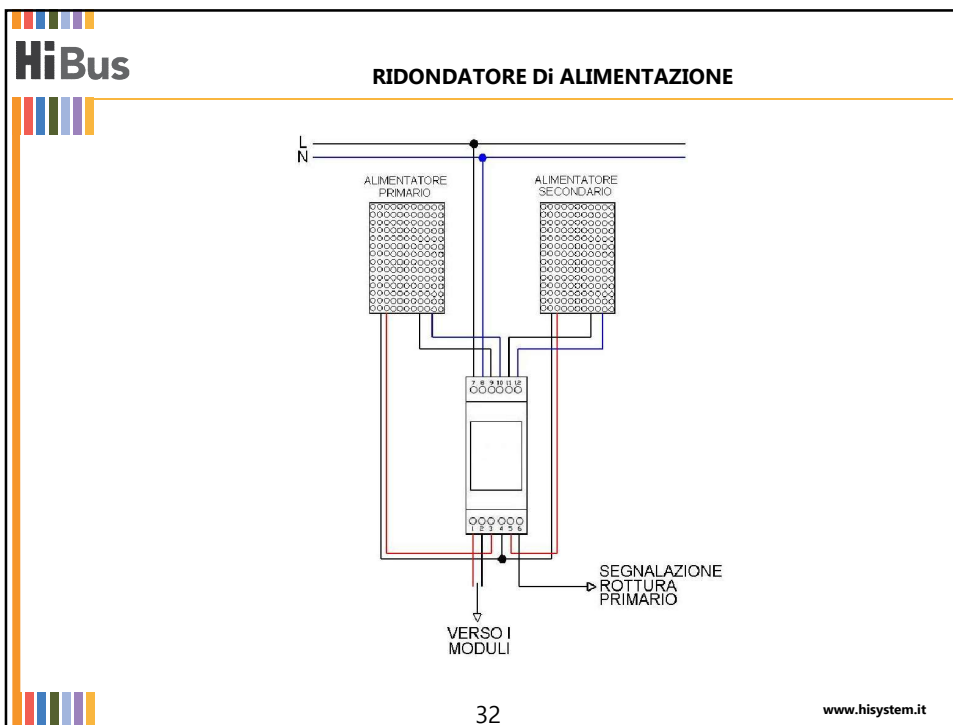 HiBus
RIDONDATORE Di ALIMENTAZIONE
L
N
ALIMENTATORE
PRIMARIO
ALIMENTATORE
SECONDARIO
7 8 9 10 11 12
1 2 3 4 5 6
SEGNALAZIONE
ROTTURA
PRIMARIO
VERSO I
MODULI
32
www.hisystem.it